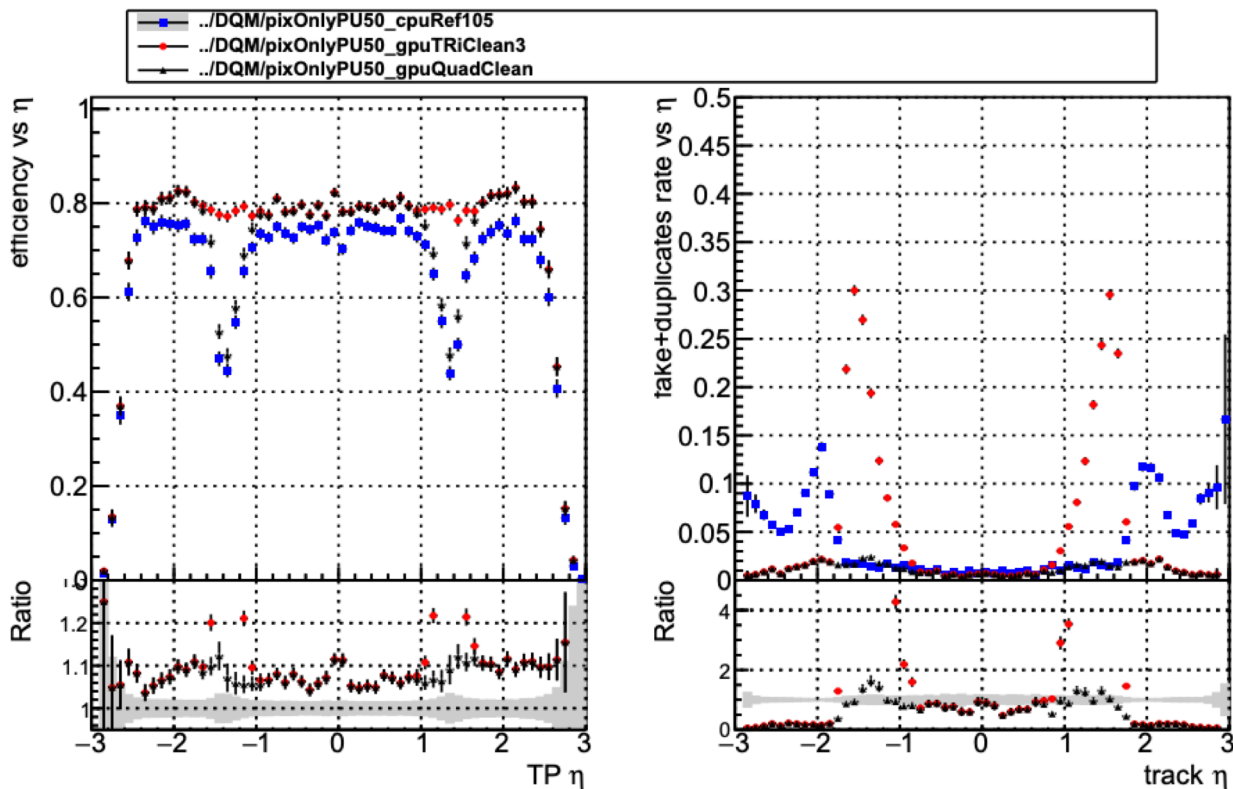 ../DQM/pixOnlyPU50_cpuRef105
../DQM/pixOnlyPU50_gpuTRiClean3
../DQM/pixOnlyPU50_gpuQuadClean
efficiency vs η
1
0.8
0.6
0.4
0.2
0
Ratio
1.2
1.1
1
−3 −2 −1 0 1 2 3
TP η
fake+duplicates rate vs η
0.5
0.45
0.4
0.35
0.3
0.25
0.2
0.15
0.1
0.05
0
Ratio
4
2
0
−3 −2 −1 0 1 2 3
track η